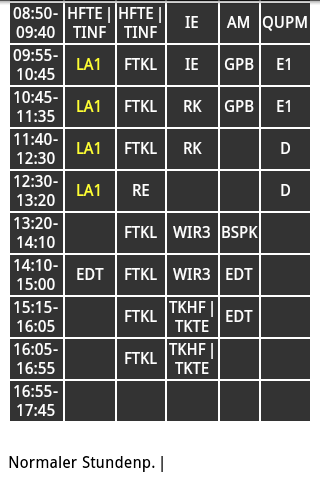 08:50- HFTE | HFTE | IE AM QUPM
09:40 TINF TINF
09:55- LA1 FTKL IE GPB E1
10:45
10:45- LA1 FTKL RK GPB E1
11:35
11:40- LA1 FTKL RK D
12:30
12:30- LA1 RE D
13:20
13:20- FTKL WIR3 BSPK
14:10
14:10- EDT FTKL WIR3 EDT
15:00
15:15- FTKL TKHF | EDT
16:05 TKTE
16:05- FTKL TKHF |
16:55 TKTE
16:55-
17:45
Normaler Stundenp. |